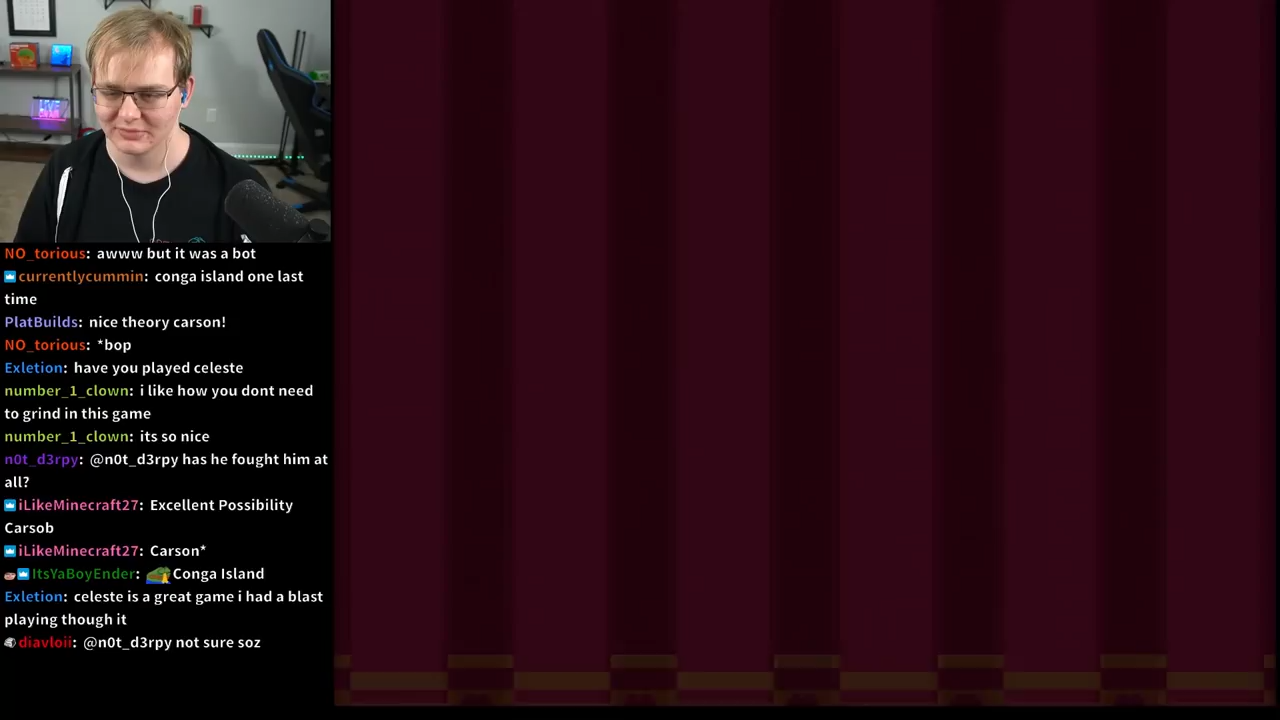 NO_torious: awww but it was a bot
currentlycummin: conga island one last
time
PlatBuilds: nice theory carson!
NO_torious: *bop
Exletion: have you played celeste
number_1_clown: i like how you dont need
to grind in this game
number_1_clown: its so nice
n0t_d3rpy: @n0t_d3rpy has he fought him at
all?
iLikeMinecraft27: Excellent Possibility
Carsob
iLikeMinecraft27: Carson*
ItsYaBoyEnder: Conga Island
Exletion: celeste is a great game i had a blast
playing though it
diavloii: @n0t_d3rpy not sure soz